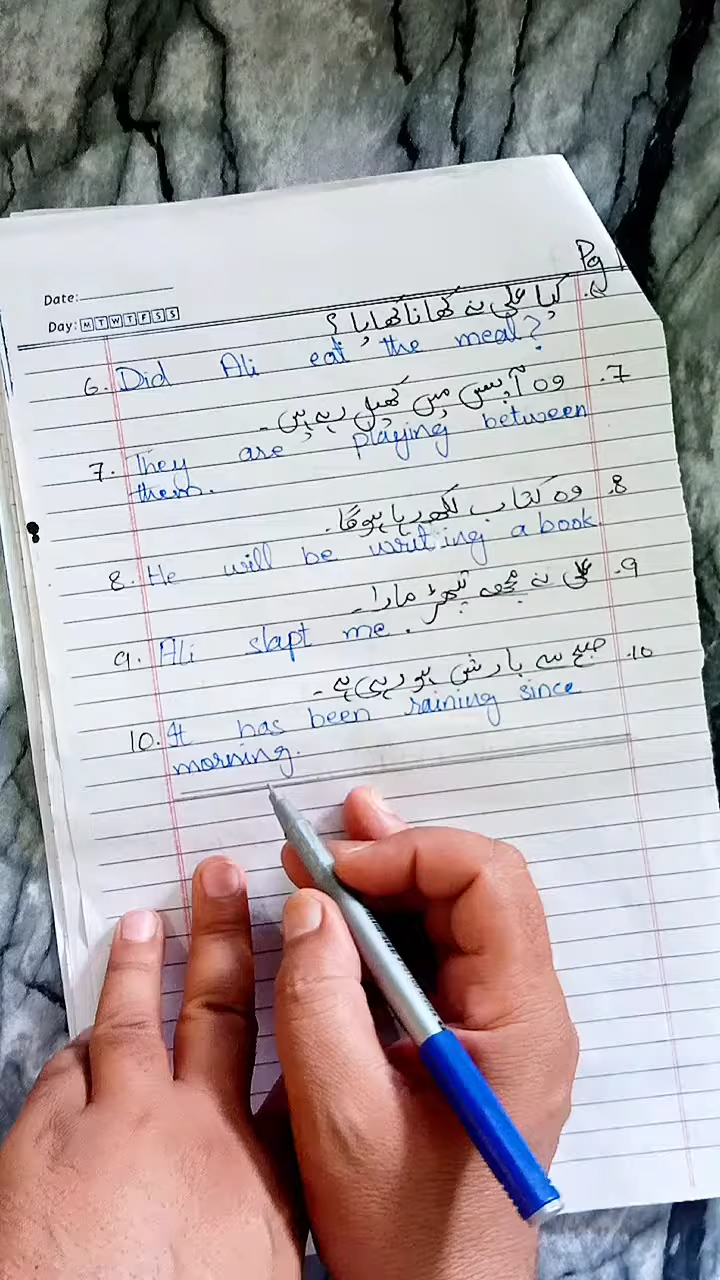 Pg
Date:
Day: M T W T F S S
6. کیا علی نے کھانا کھایا ؟
6. Did Ali eat the meal?
7. وہ آپس میں کھیل رہے ہیں ۔
7. They are playing between
them.
8. وہ کتاب لکھ رہا ہوگا۔
8. He will be writing a book.
9. علی نے مجھے تپھڑ مارا۔
9. Ali slapt me.
10. صبح سے بارش ہو رہی ہے ۔
10. It has been raining since
morning.